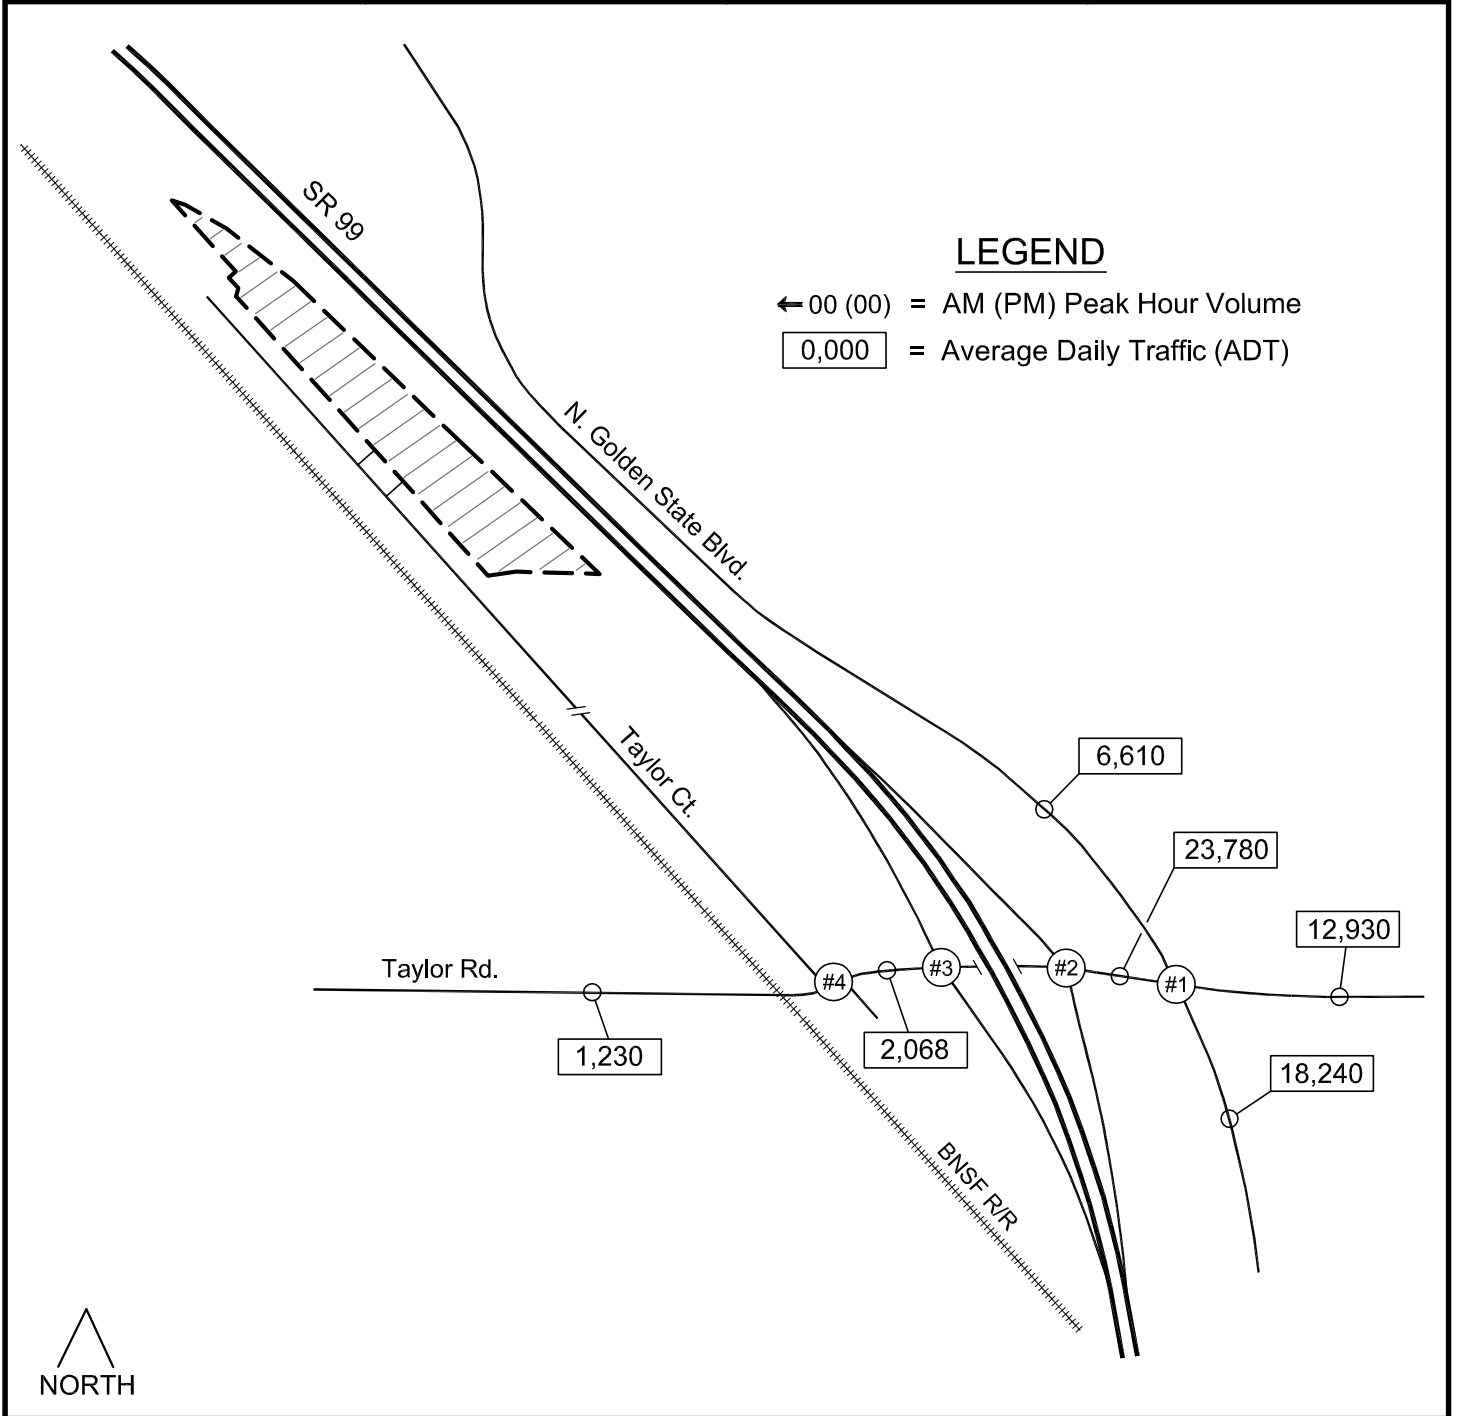 SR 99
LEGEND
00 (00) = AM (PM) Peak Hour Volume
0,000 = Average Daily Traffic (ADT)
N. Golden State Blvd.
Taylor Ct.
6,610
23,780
12,930
Taylor Rd.
#4
#3
#2
#1
1,230
2,068
18,240
BNSF R/R
NORTH